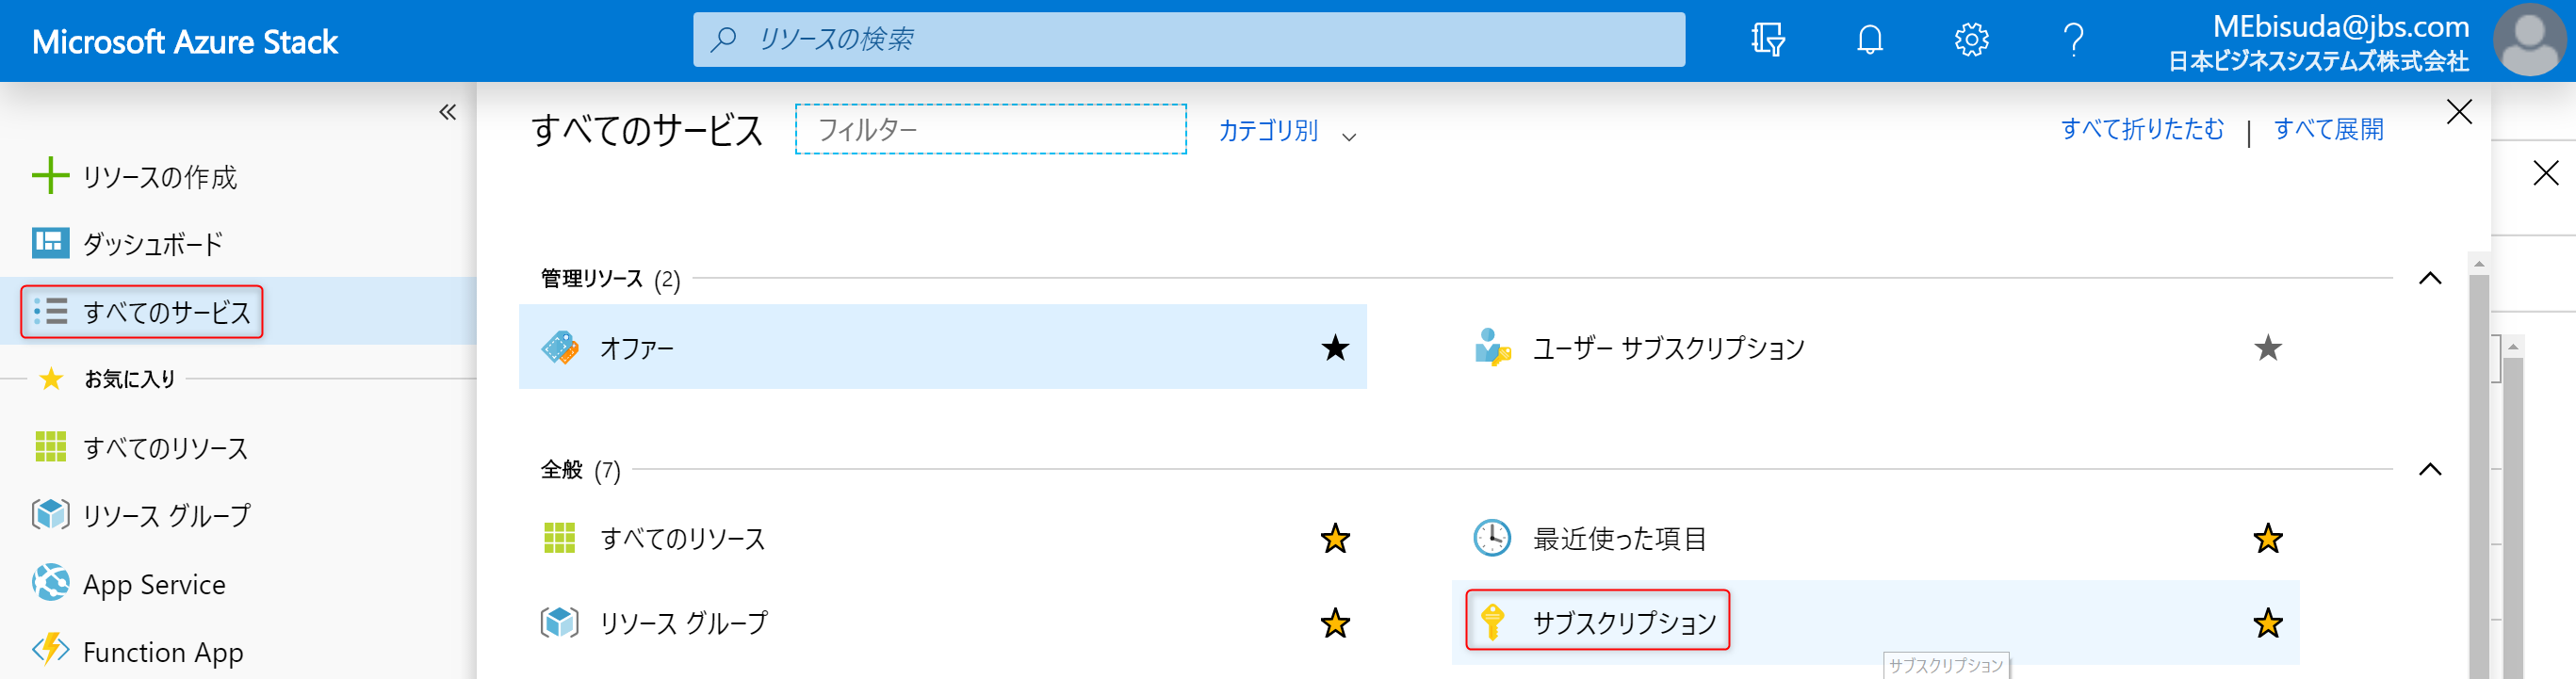 Microsoft Azure Stack
リソースの検索
MEbisuda@jbs.com
日本ビジネスシステムズ株式会社
リソースの作成
ダッシュボード
すべてのサービス
お気に入り
すべてのリソース
リソース グループ
App Service
Function App
すべてのサービス
フィルター
カテゴリ別
すべて折りたたむ | すべて展開
管理リソース (2)
オファー
ユーザー サブスクリプション
全般 (7)
すべてのリソース
最近使った項目
リソース グループ
サブスクリプション
サブスクリプション